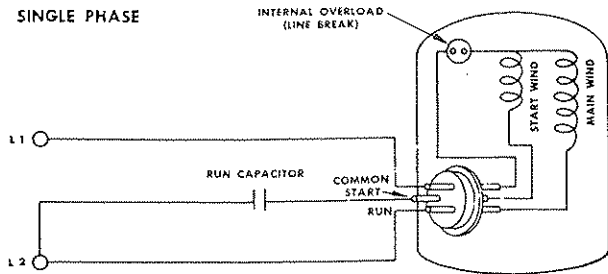 SINGLE PHASE
INTERNAL OVERLOAD
(LINE BREAK)
START WIND
MAIN WIND
L1
RUN CAPACITOR
COMMON
START
RUN
L2